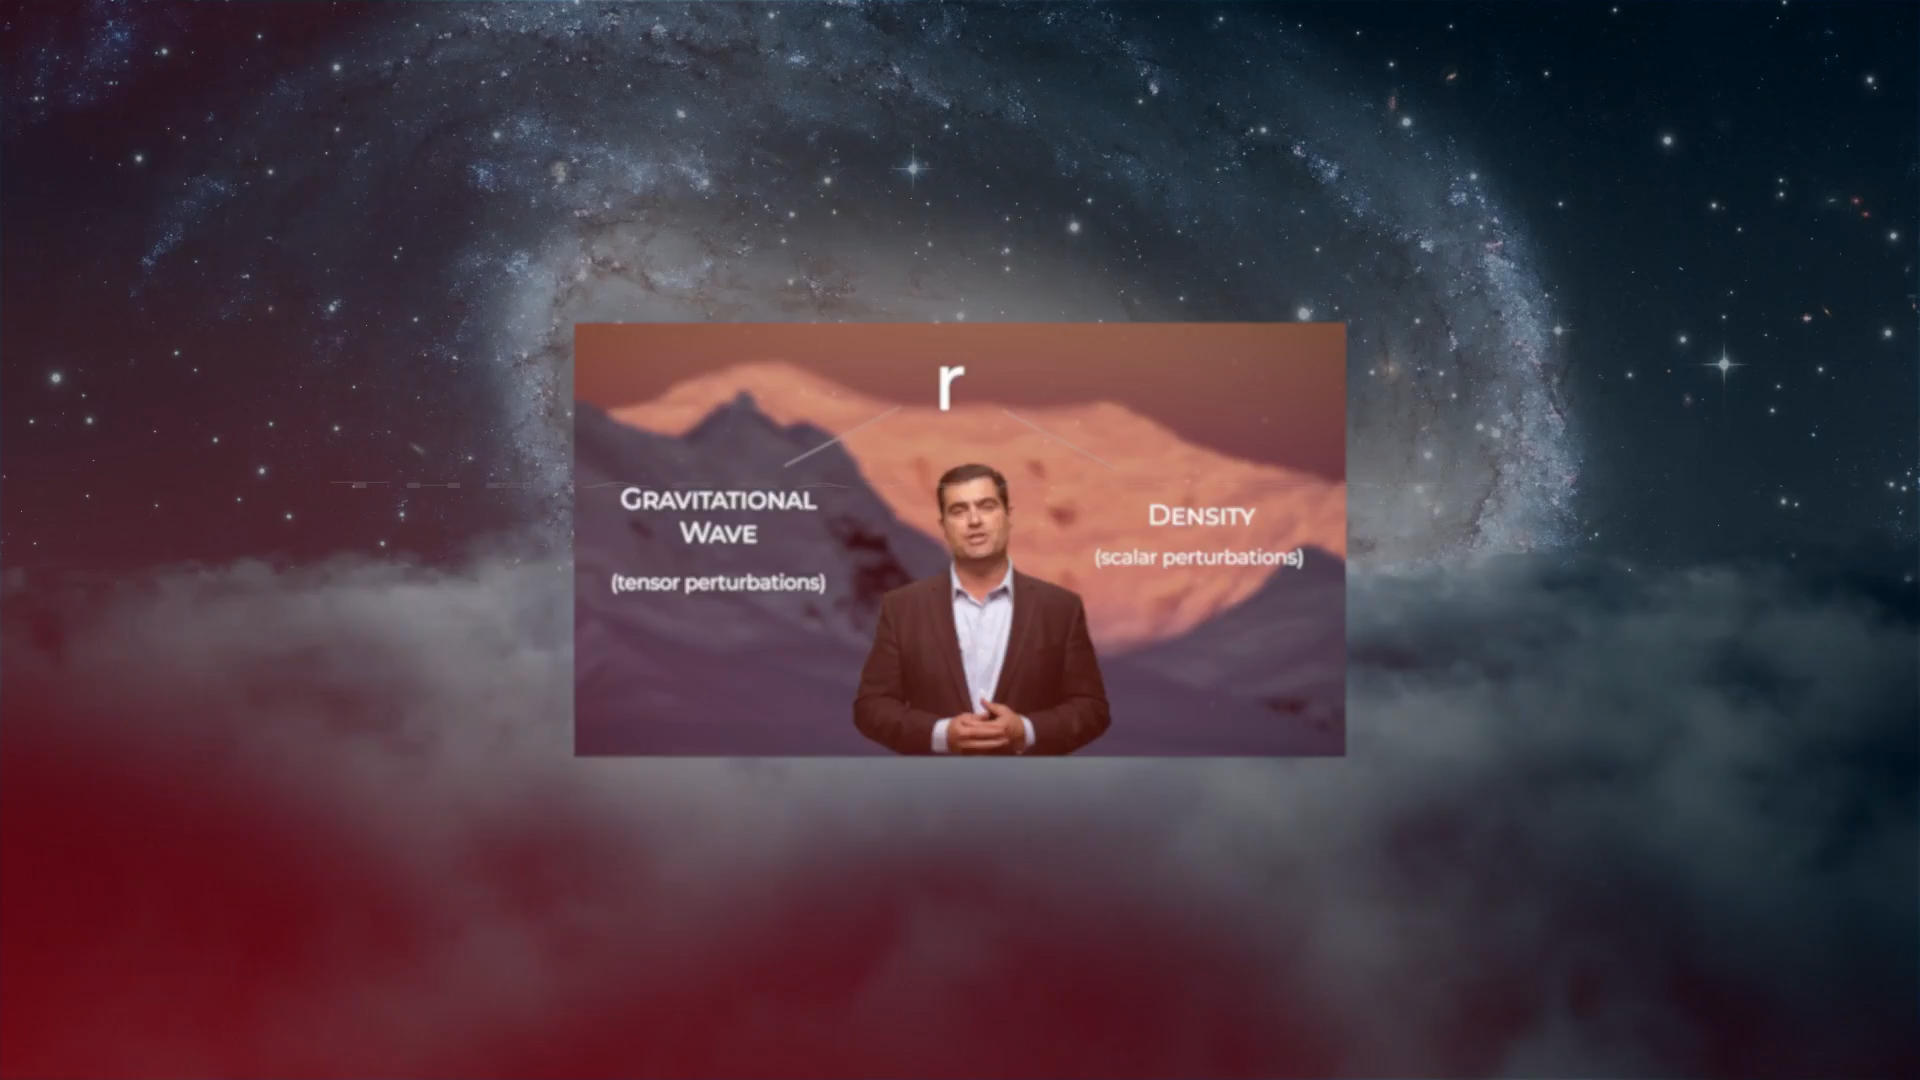 r
GRAVITATIONAL
WAVE
(tensor perturbations)
DENSITY
(scalar perturbations)